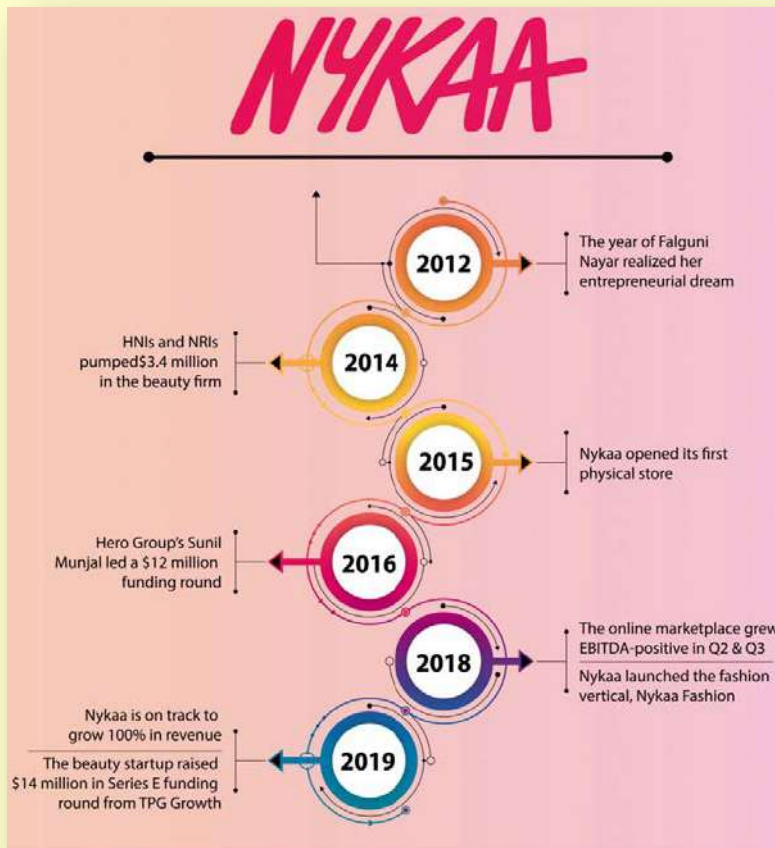 NYKAA
2012
The year of Falguni
Nayar realized her
entrepreneurial dream
HNIs and NRIs
pumped$3.4 million
in the beauty firm
2014
2015
Nykaa opened its first
physical store
Hero Group's Sunil
Munjal led a $12 million
funding round
2016
2018
The online marketplace grew
EBITDA-positive in Q2 & Q3
Nykaa launched the fashion
vertical, Nykaa Fashion
Nykaa is on track to
grow 100% in revenue
The beauty startup raised
$14 million in Series E funding
round from TPG Growth
2019